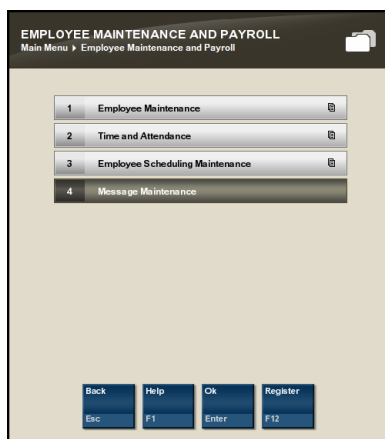 EMPLOYEE MAINTENANCE AND PAYROLL
Main Menu ▸ Employee Maintenance and Payroll
1 Employee Maintenance
2 Time and Attendance
3 Employee Scheduling Maintenance
4 Message Maintenance
Back Help Ok Register
Esc F1 Enter F12